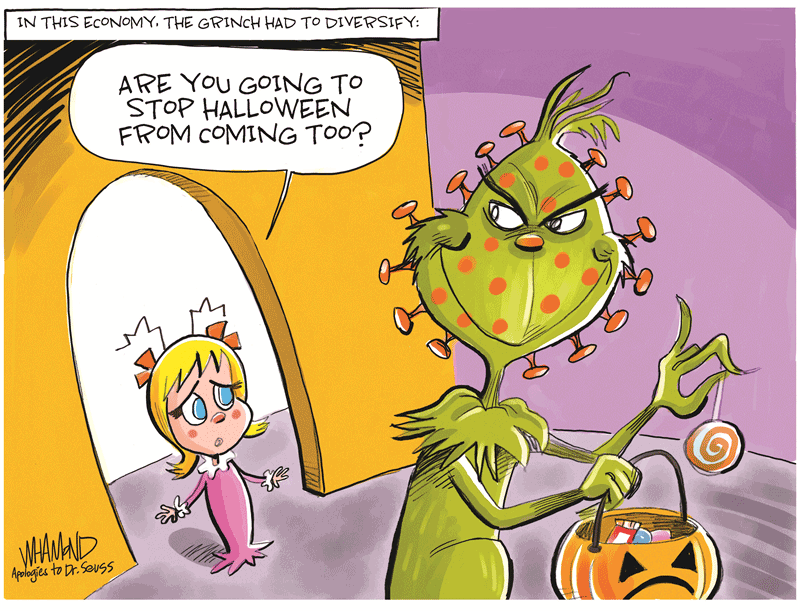 IN THIS ECONOMY, THE GRINCH HAD TO DIVERSIFY:
ARE YOU GOING TO
STOP HALLOWEEN
FROM COMING TOO?
WHAMOND
Apologies to Dr. Seuss